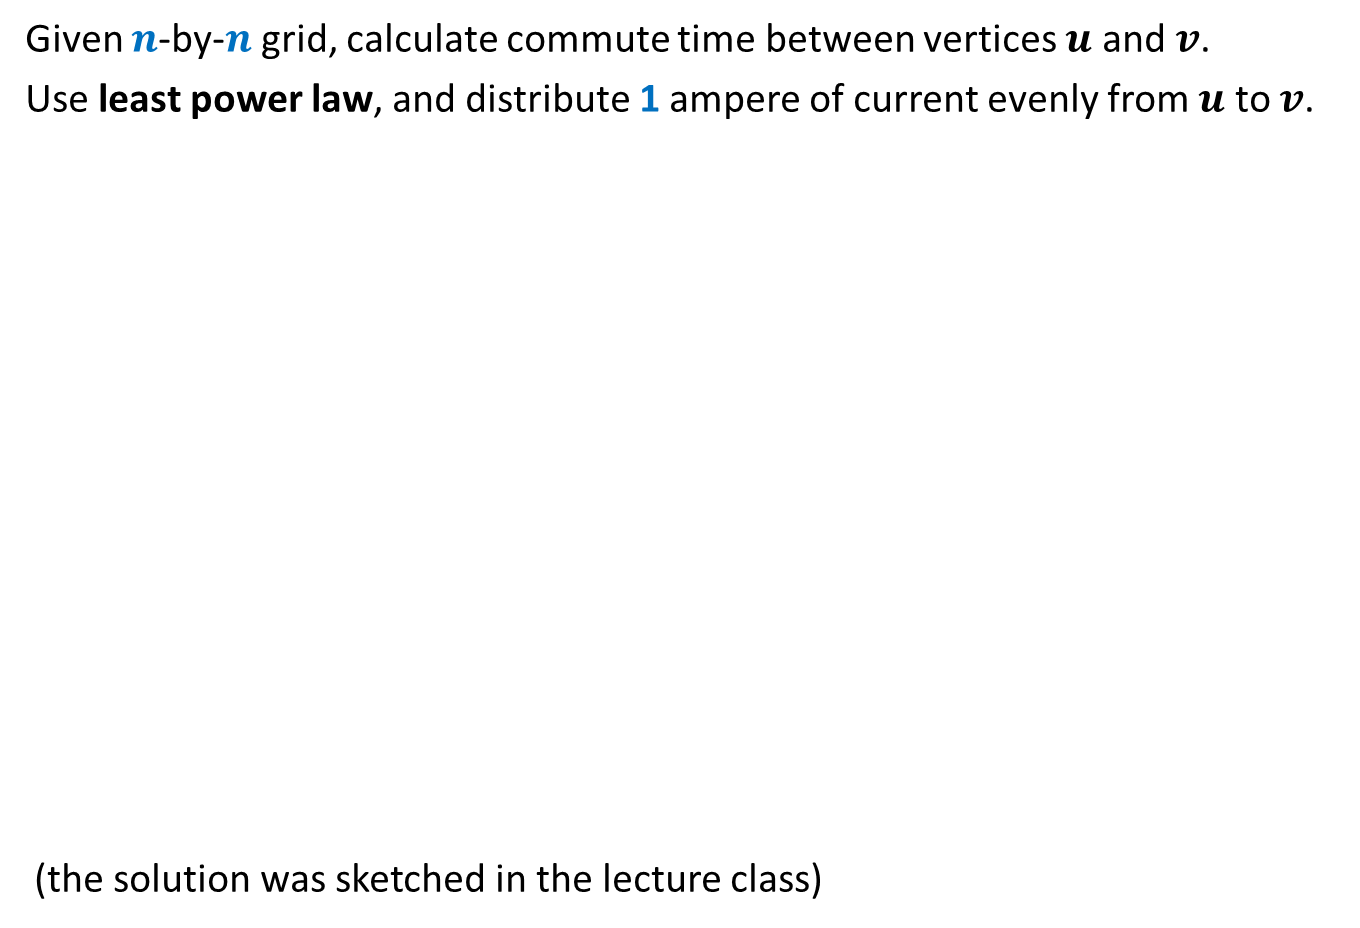 Given n-by-n grid, calculate commute time between vertices u and v.
Use least power law, and distribute 1 ampere of current evenly from u to v.
(the solution was sketched in the lecture class)